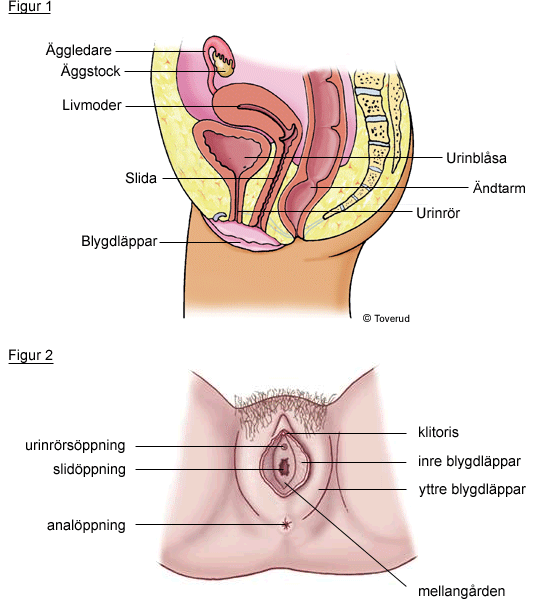 Figur 1
Äggledare
Äggstock
Livmoder
Urinblåsa
Slida
Ändtarm
Urinrör
Blygdläppar
© Toverud
Figur 2
klitoris
urinrörsöppning
inre blygdläppar
slidöppning
yttre blygdläppar
analöppning
mellangården